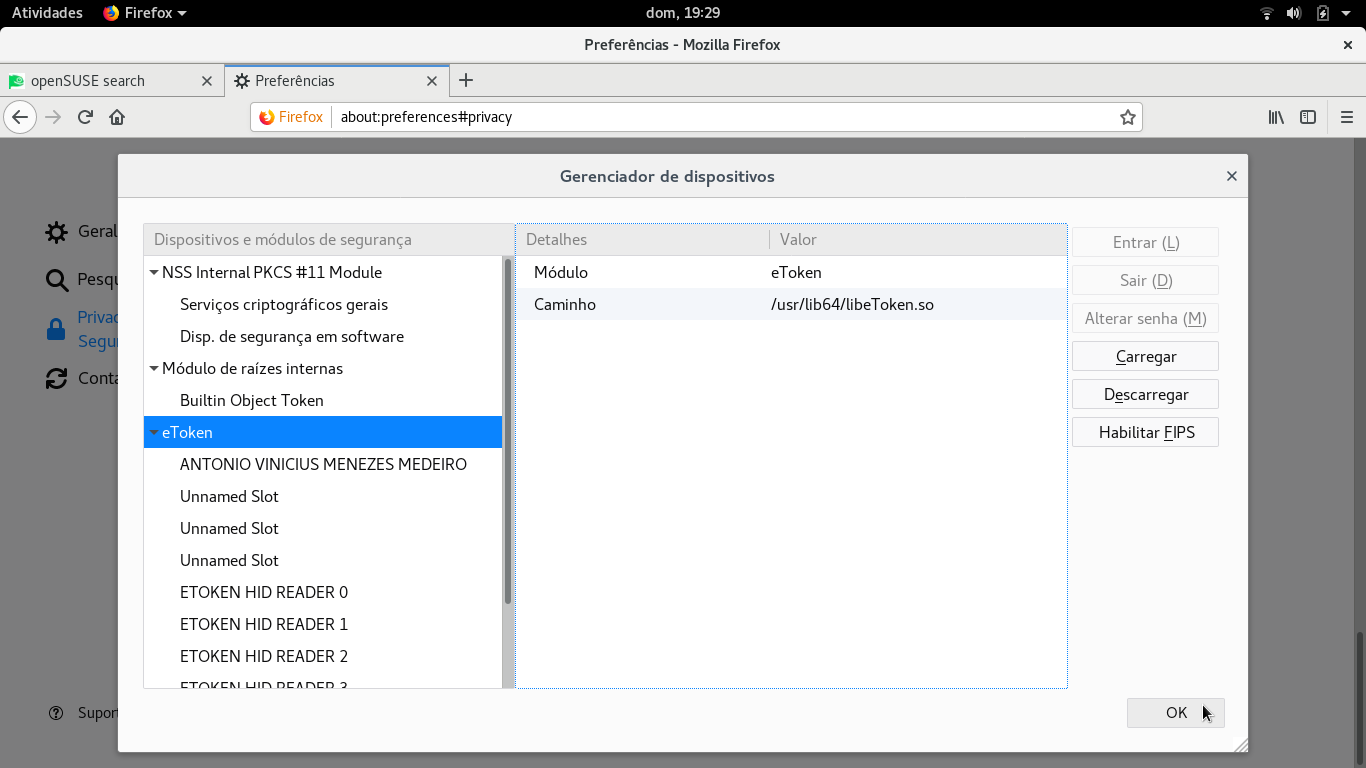 Atividades Firefox dom, 19:29
Preferências - Mozilla Firefox
openSUSE search Preferências
Firefox about:preferences#privacy
Gerenciador de dispositivos
Geral
Pesqu
Privac
Segur
Conta
Suport
Dispositivos e módulos de segurança
NSS Internal PKCS #11 Module
Serviços criptográficos gerais
Disp. de segurança em software
Módulo de raízes internas
Builtin Object Token
eToken
ANTONIO VINICIUS MENEZES MEDEIRO
Unnamed Slot
Unnamed Slot
Unnamed Slot
ETOKEN HID READER 0
ETOKEN HID READER 1
ETOKEN HID READER 2
ETOKEN HID READER 3
Detalhes Valor
Módulo eToken
Caminho /usr/lib64/libeToken.so
Entrar (L)
Sair (D)
Alterar senha (M)
Carregar
Descarregar
Habilitar FIPS
OK